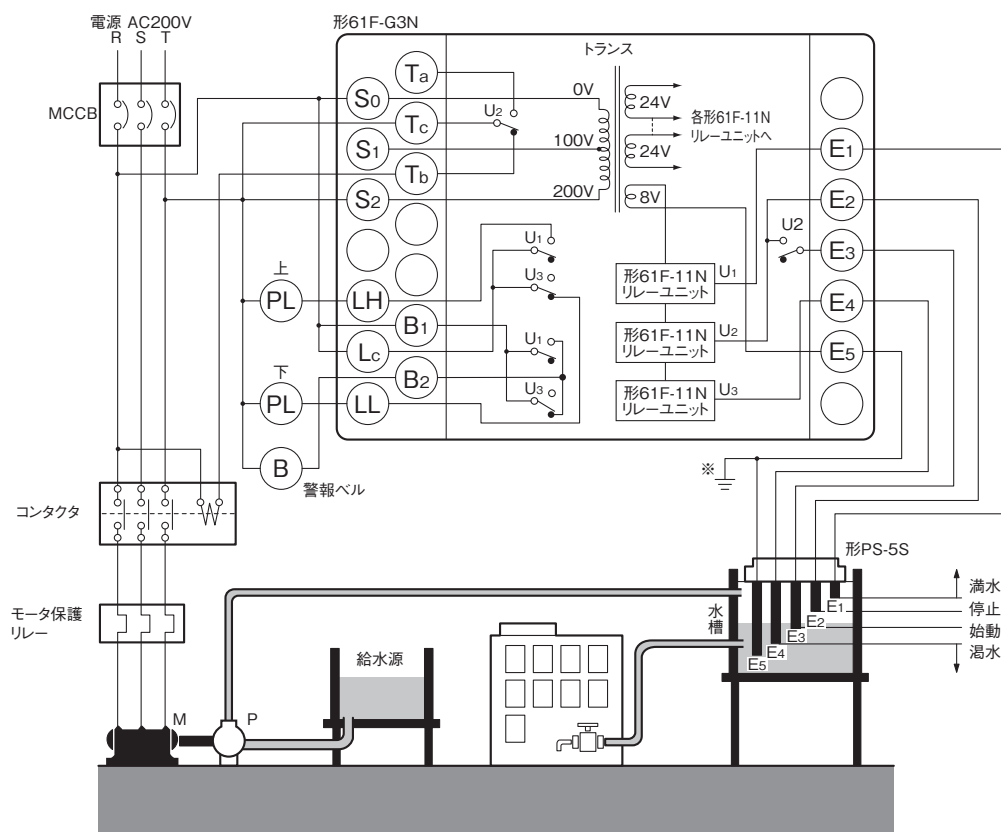 電源 AC200V
R S T
MCCB
形61F-G3N
トランス
Ta
S0
Tc
S1
Tb
S2
U2
0V
100V
200V
24V
24V
8V
各形61F-11N
リレーユニットへ
E1
E2
U2
E3
E4
E5
上
PL
LH
B1
Lc
B2
下
PL
LL
B
警報ベル
U1
U3
U1
U3
形61F-11N
リレーユニット
U1
形61F-11N
リレーユニット
U2
形61F-11N
リレーユニット
U3
※
コンタクタ
モータ保護
リレー
M
P
給水源
形PS-5S
水槽
E1
E2
E3
E4
E5
満水
停止
始動
渇水